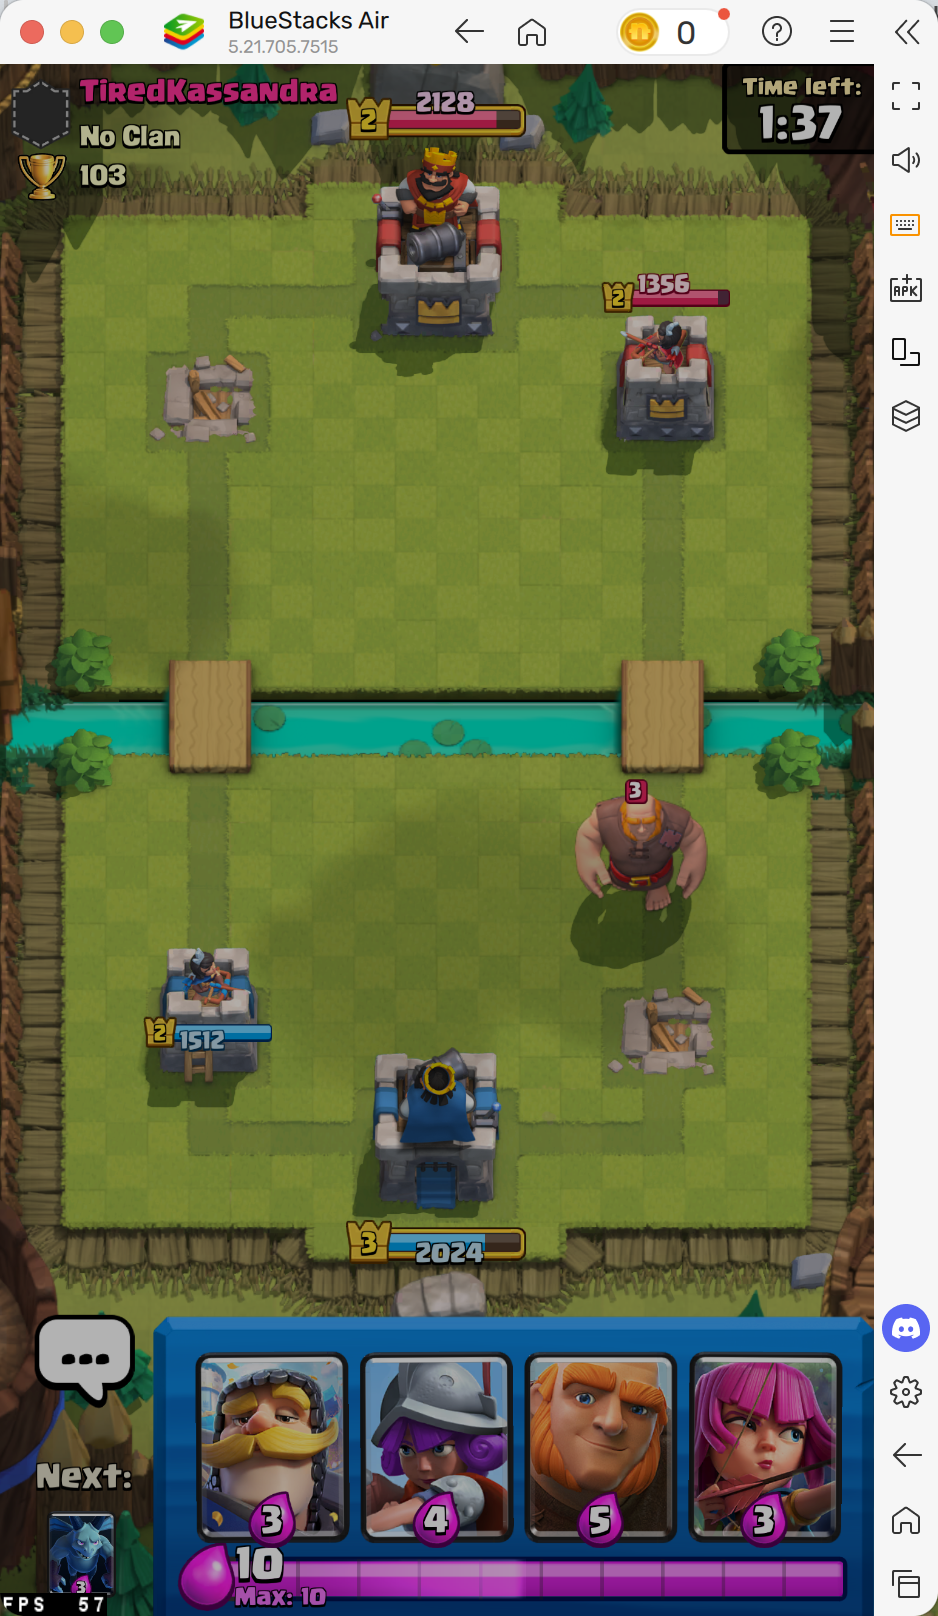 BlueStacks Air
5.21.705.7515
0
TiredKassandra
No Clan
103
2
2128
Time left:
1:37
2
1356
APK
3
2
1512
3
2024
...
Next:
3
3
4
5
3
10
Max: 10
FPS 57